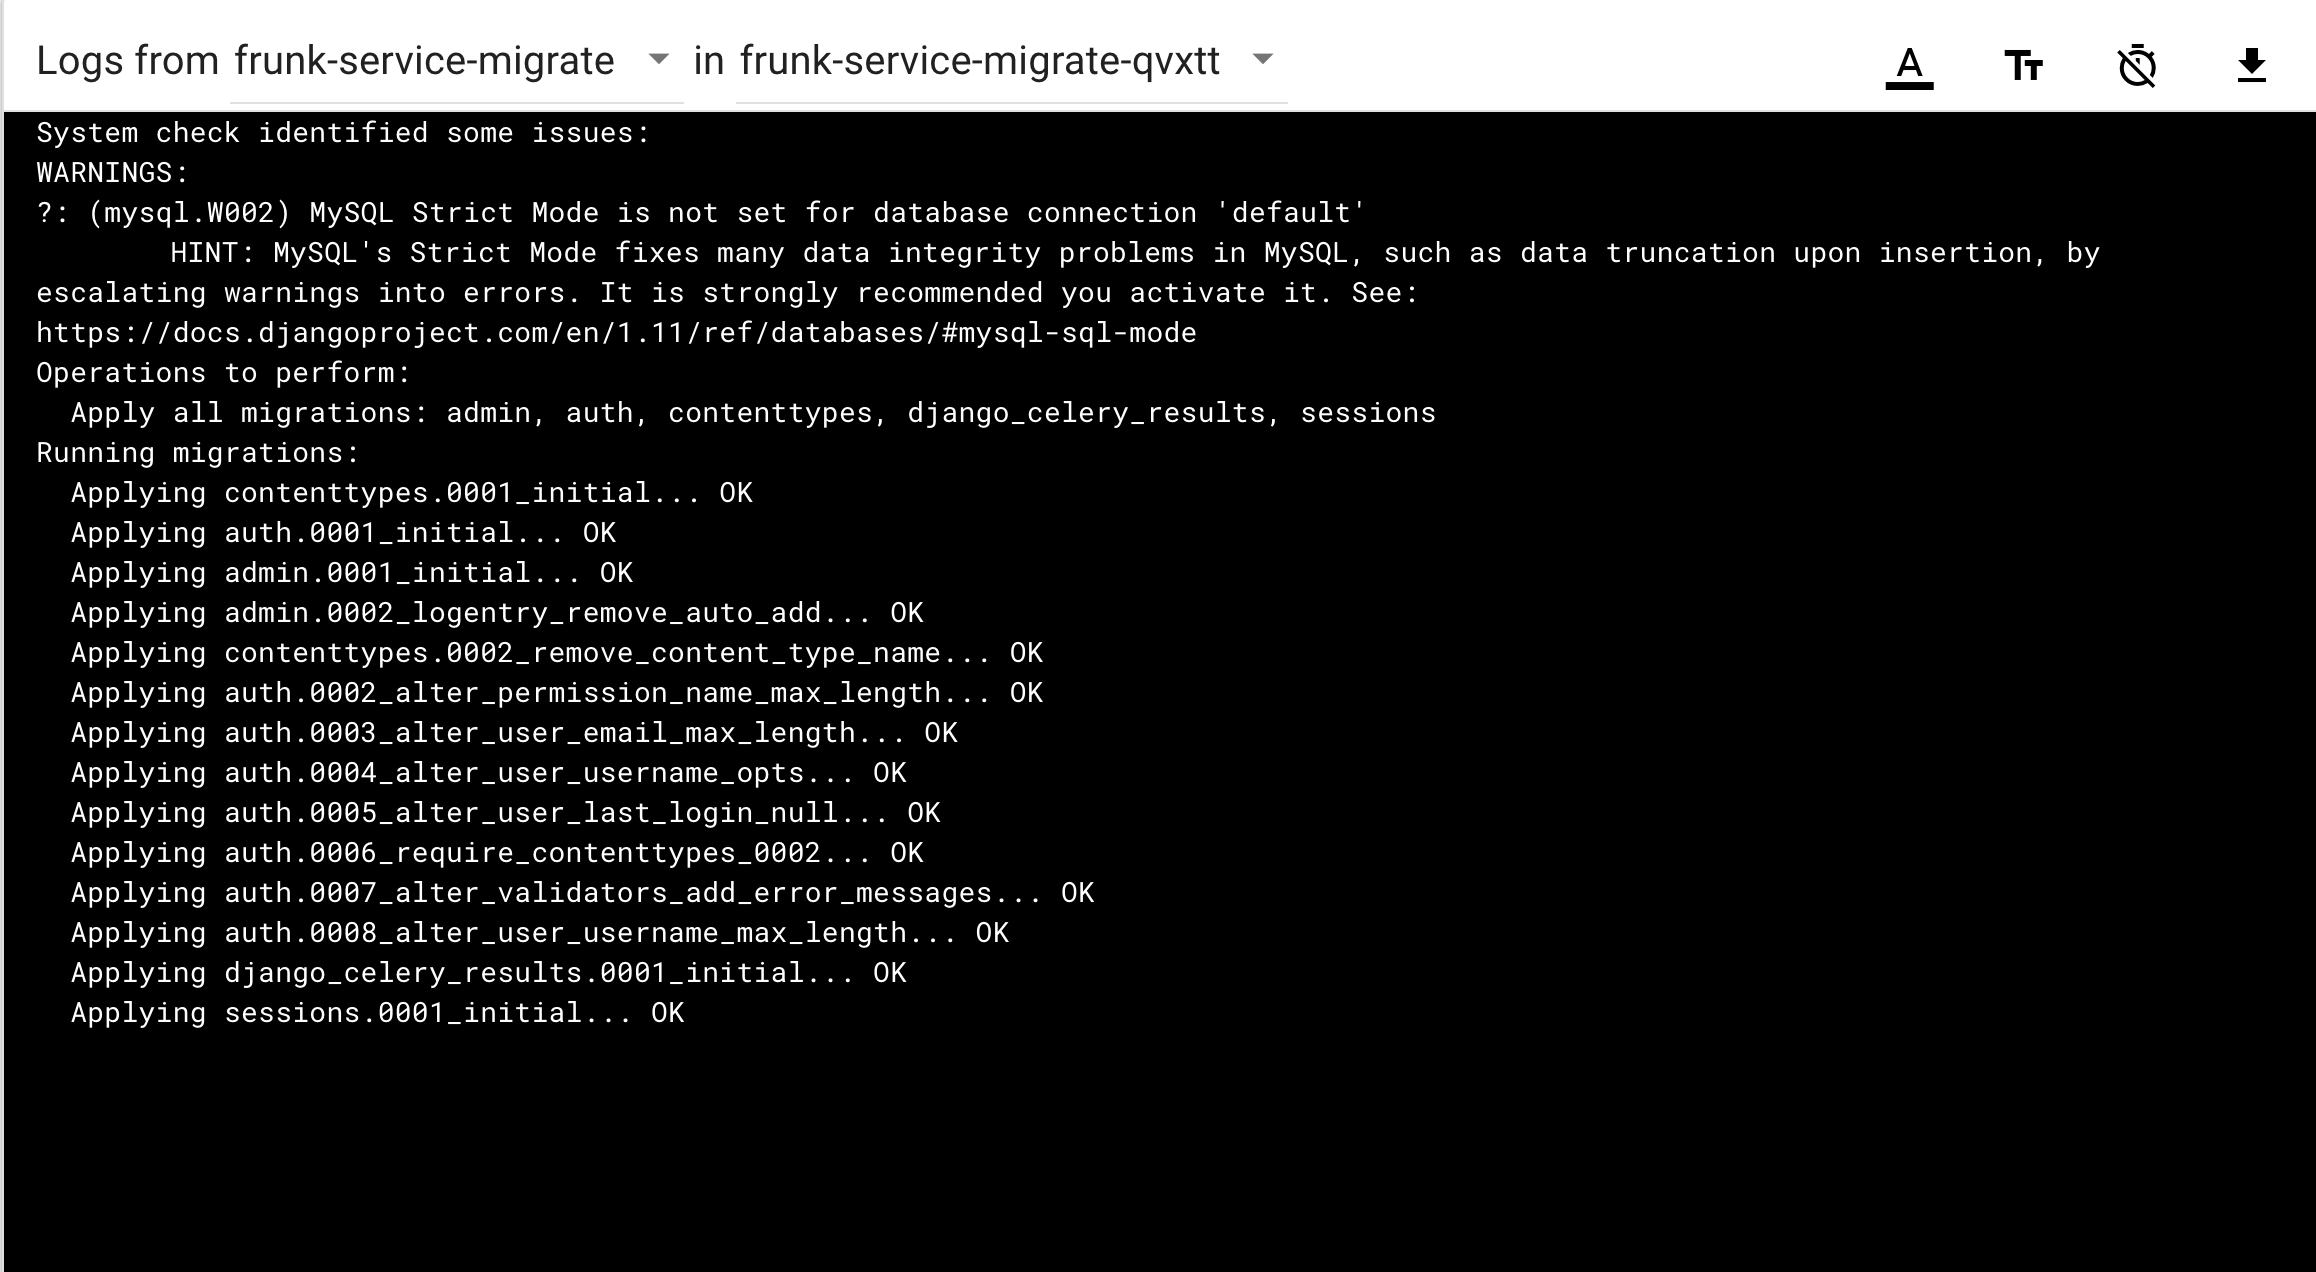 Logs from frunk-service-migrate in frunk-service-migrate-qvxtt
System check identified some issues:
WARNINGS:
?: (mysql.W002) MySQL Strict Mode is not set for database connection 'default'
        HINT: MySQL's Strict Mode fixes many data integrity problems in MySQL, such as data truncation upon insertion, by
escalating warnings into errors. It is strongly recommended you activate it. See:
https://docs.djangoproject.com/en/1.11/ref/databases/#mysql-sql-mode
Operations to perform:
  Apply all migrations: admin, auth, contenttypes, django_celery_results, sessions
Running migrations:
  Applying contenttypes.0001_initial... OK
  Applying auth.0001_initial... OK
  Applying admin.0001_initial... OK
  Applying admin.0002_logentry_remove_auto_add... OK
  Applying contenttypes.0002_remove_content_type_name... OK
  Applying auth.0002_alter_permission_name_max_length... OK
  Applying auth.0003_alter_user_email_max_length... OK
  Applying auth.0004_alter_user_username_opts... OK
  Applying auth.0005_alter_user_last_login_null... OK
  Applying auth.0006_require_contenttypes_0002... OK
  Applying auth.0007_alter_validators_add_error_messages... OK
  Applying auth.0008_alter_user_username_max_length... OK
  Applying django_celery_results.0001_initial... OK
  Applying sessions.0001_initial... OK